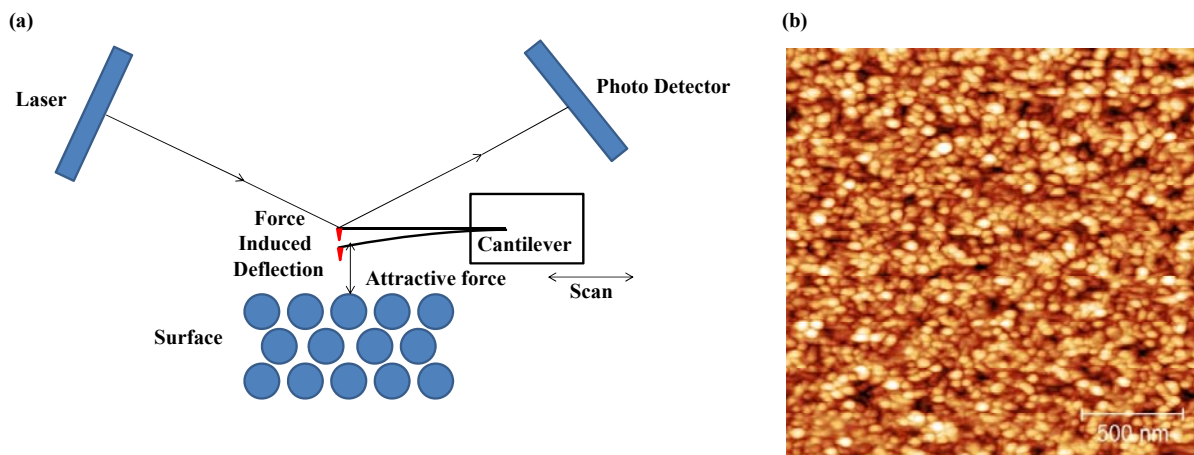 (a)
(b)
Laser
Photo Detector
Force
Induced
Deflection
Cantilever
Attractive force
Scan
Surface
500 nm